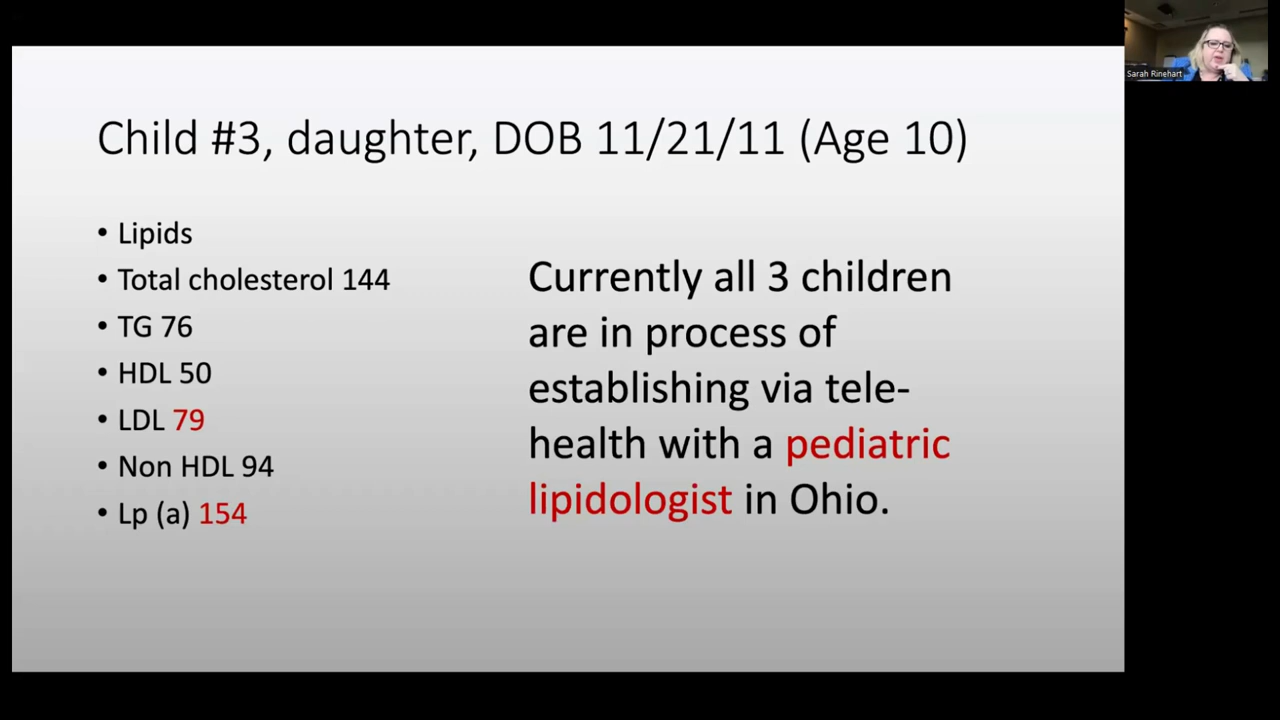 Sarah Rinehart
Child #3, daughter, DOB 11/21/11 (Age 10)
• Lipids
• Total cholesterol 144
• TG 76
• HDL 50
• LDL 79
• Non HDL 94
• Lp (a) 154
Currently all 3 children
are in process of
establishing via tele-
health with a pediatric
lipidologist in Ohio.